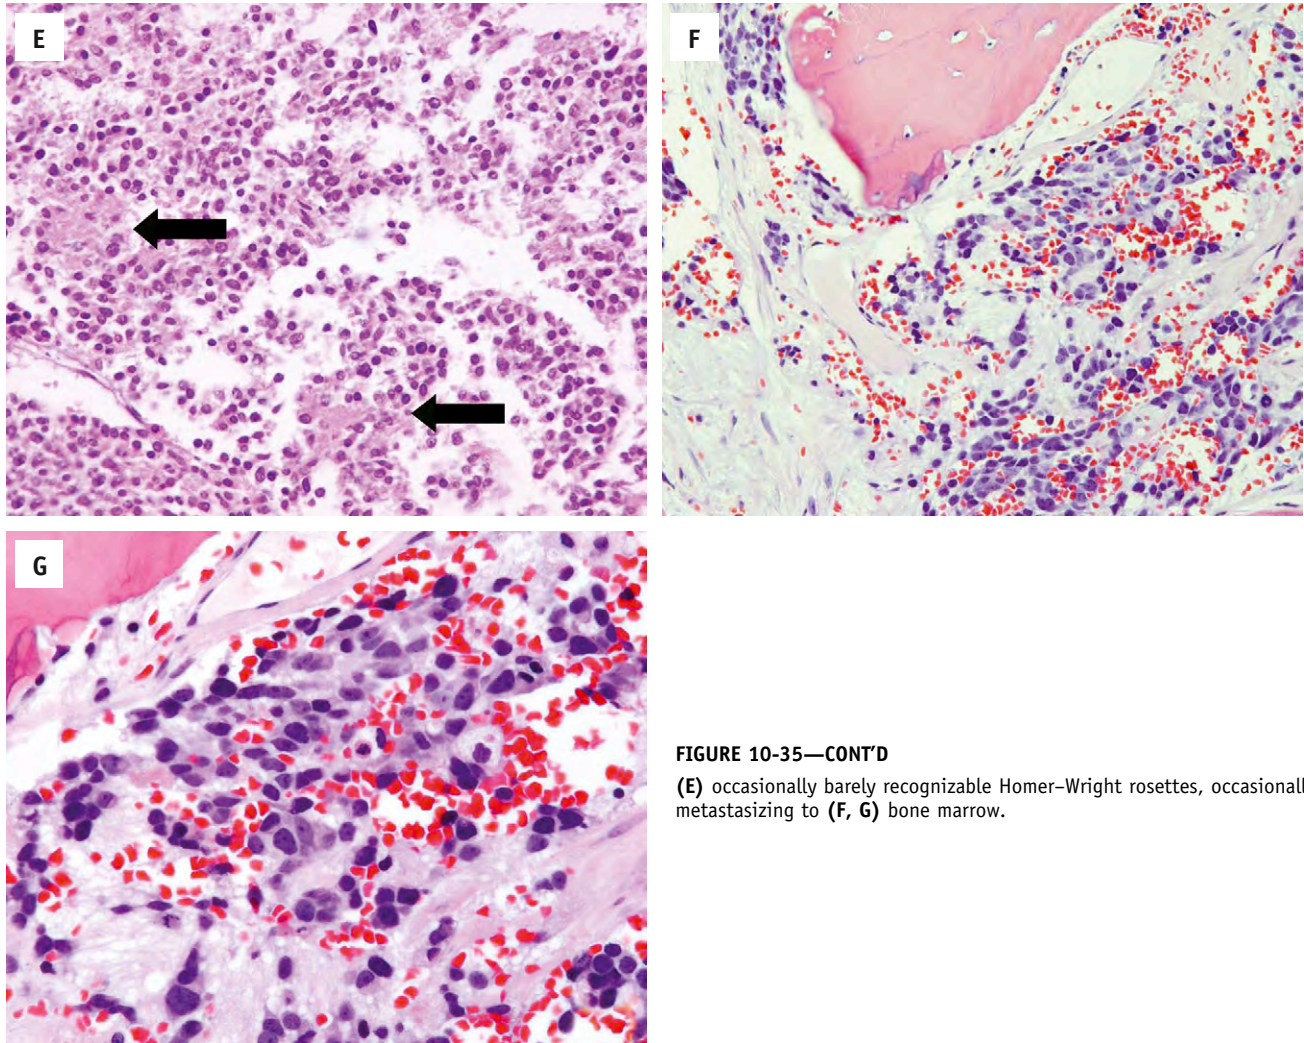 E
F
G
FIGURE 10-35—CONT'D
(E) occasionally barely recognizable Homer–Wright rosettes, occasionall
metastasizing to (F, G) bone marrow.